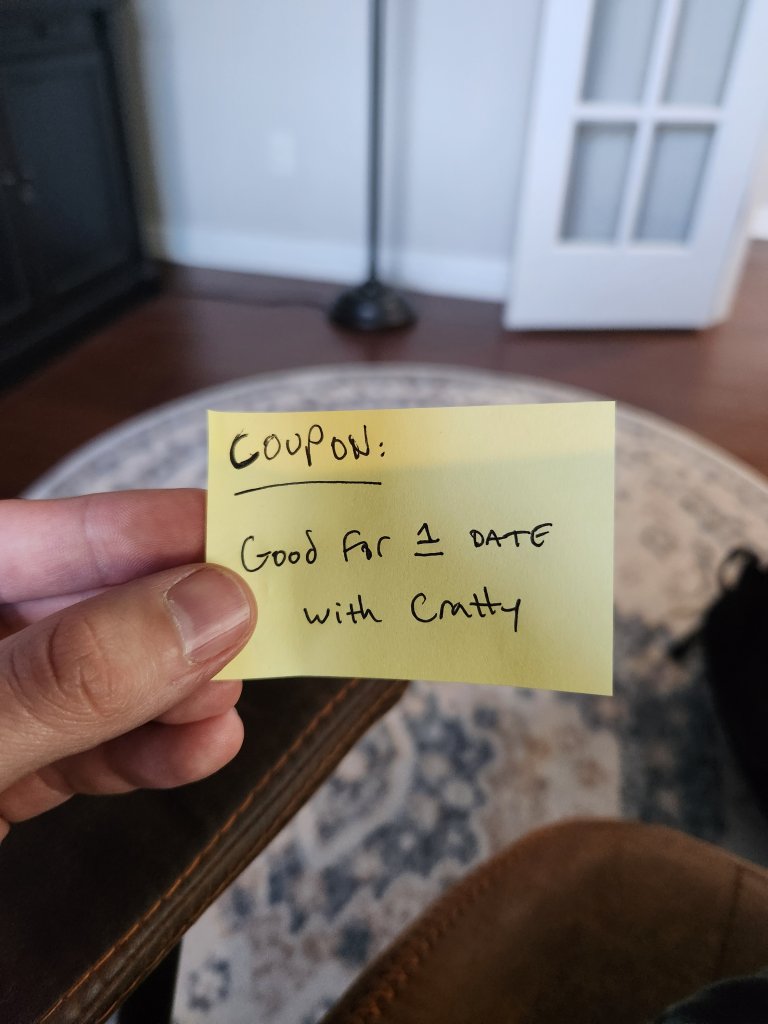 COUPON:
Good for 1 DATE
with Cratty